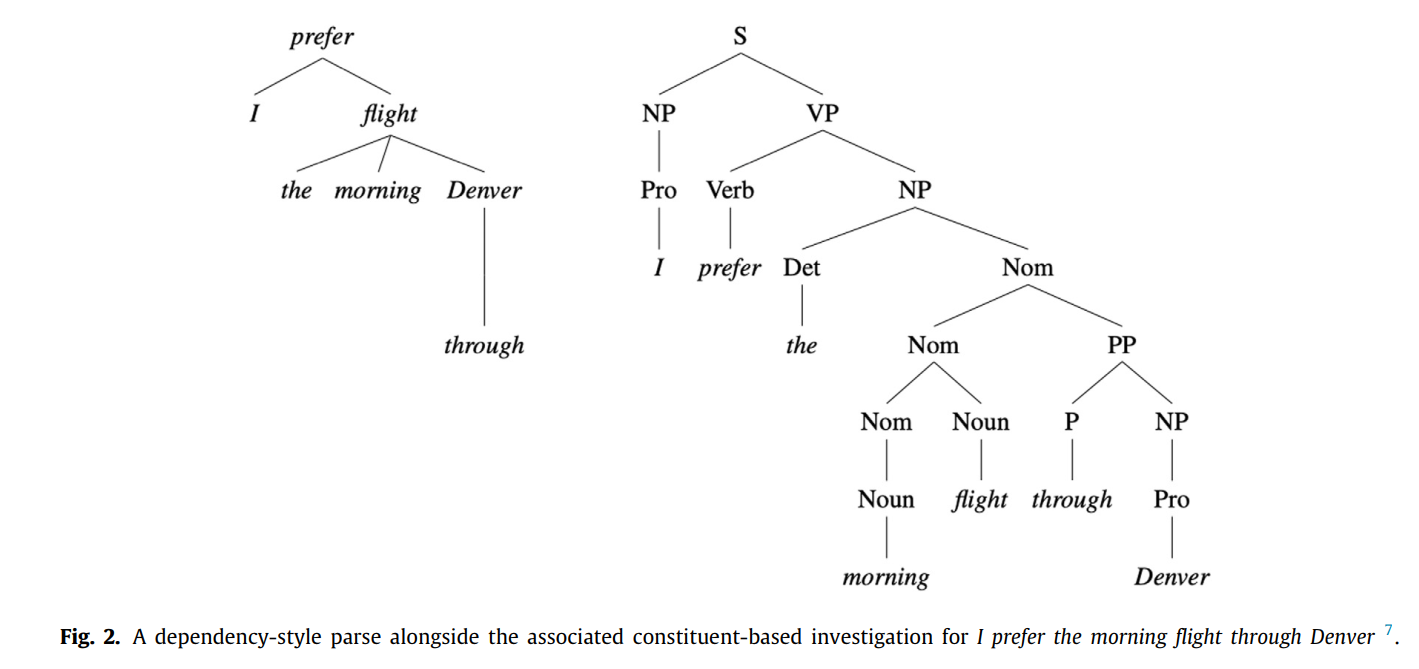 prefer S
I flight NP VP
the morning Denver Pro Verb NP
I prefer Det Nom
through the Nom PP
Nom Noun P NP
Noun flight through Pro
morning Denver
Fig. 2. A dependency-style parse alongside the associated constituent-based investigation for I prefer the morning flight through Denver 7.